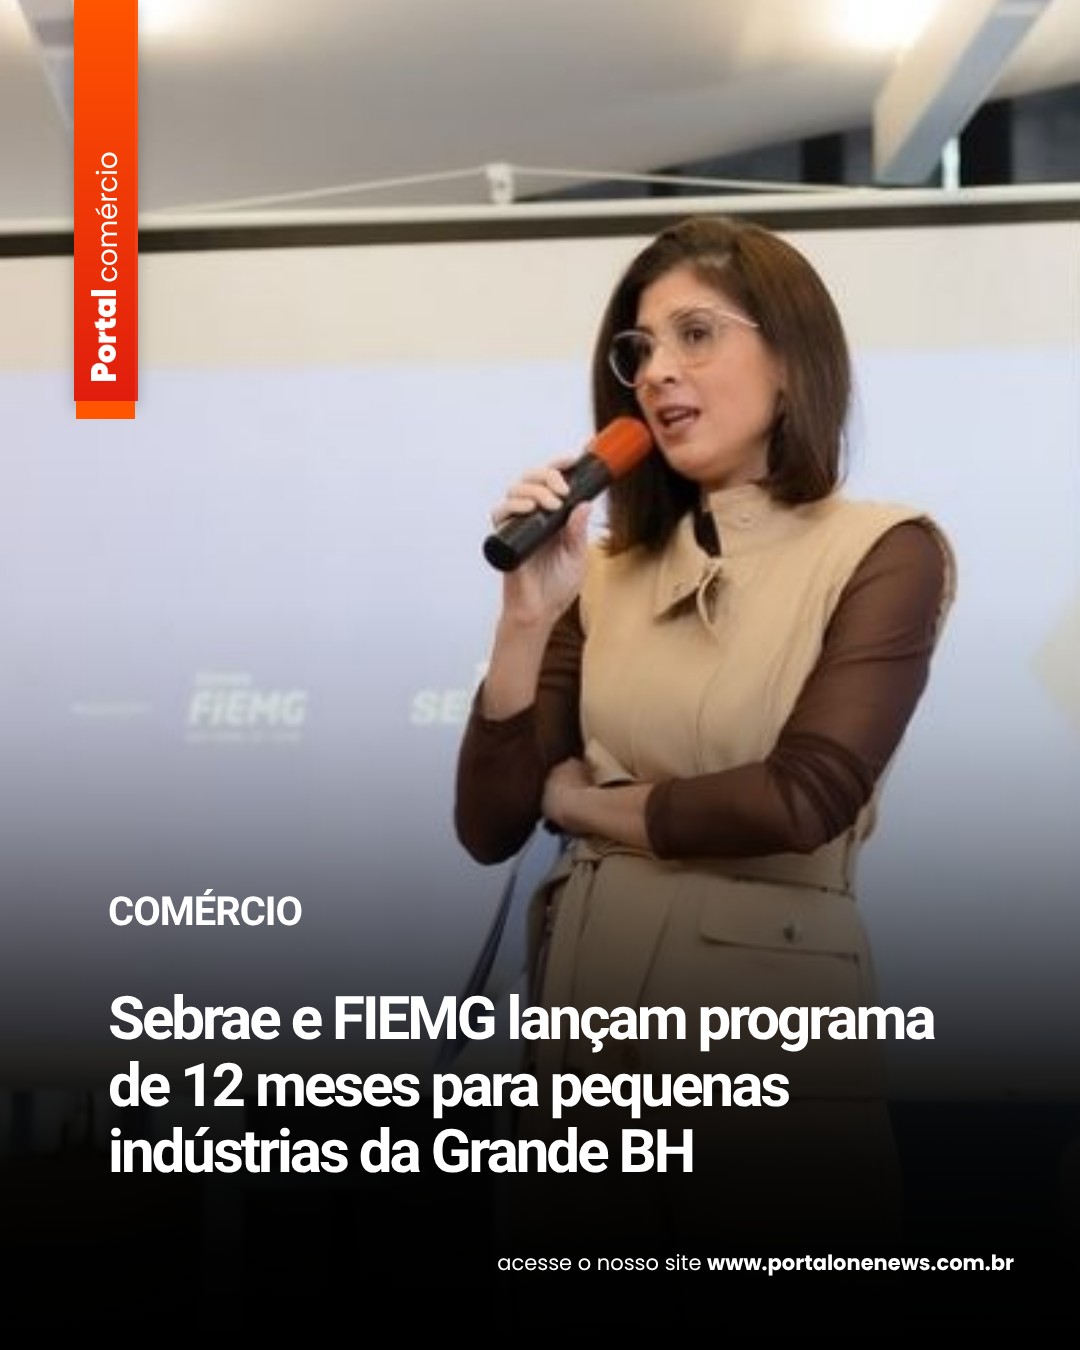 Portal comércio
FIEMG
SE
COMÉRCIO
Sebrae e FIEMG lançam programa
de 12 meses para pequenas
indústrias da Grande BH
acesse o nosso site www.portalonenews.com.br